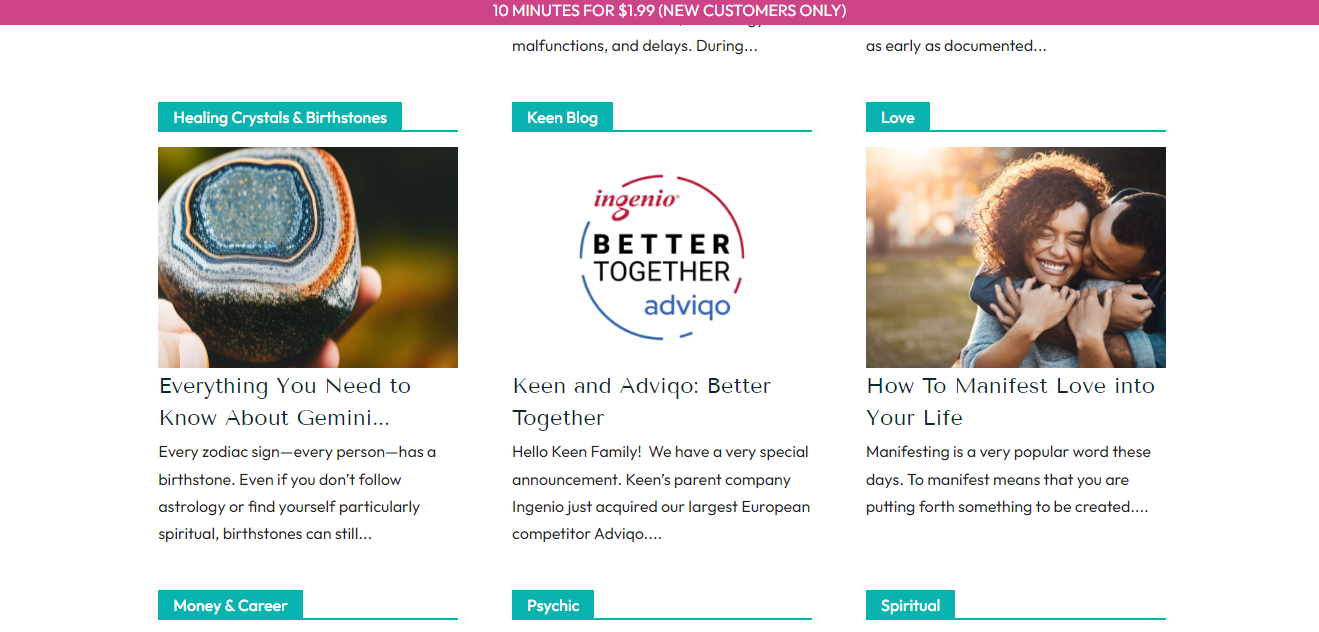 10 MINUTES FOR $1.99 (NEW CUSTOMERS ONLY)
malfunctions, and delays. During...
as early as documented...
Healing Crystals & Birthstones
Everything You Need to
Know About Gemini...
Every zodiac sign—every person—has a
birthstone. Even if you don’t follow
astrology or find yourself particularly
spiritual, birthstones can still...
Keen Blog
ingenio®
BETTER
TOGETHER
adviqo
Keen and Adviqo: Better
Together
Hello Keen Family!  We have a very special
announcement. Keen’s parent company
Ingenio just acquired our largest European
competitor Adviqo....
Love
How To Manifest Love into
Your Life
Manifesting is a very popular word these
days. To manifest means that you are
putting forth something to be created....
Money & Career
Psychic
Spiritual